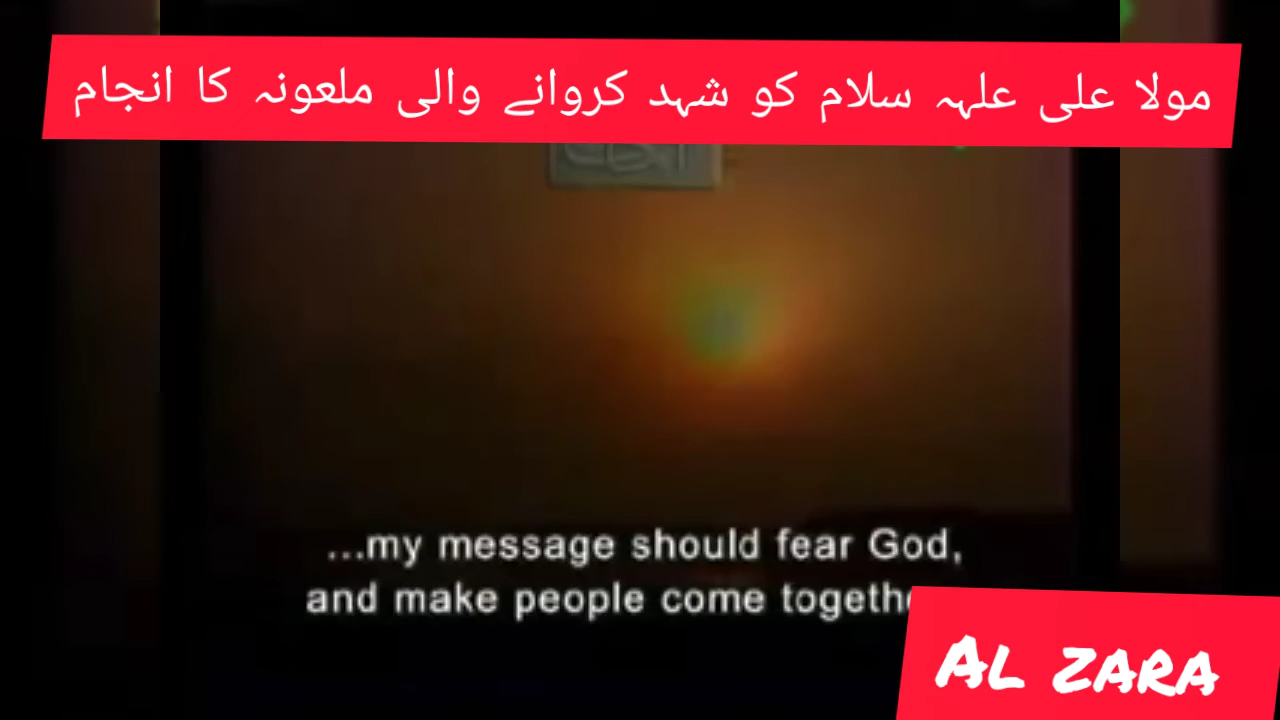 مولا علی علہہ سلام کو شہد کروانے والی ملعونہ کا انجام
...my message should fear God,
and make people come togeth
AL ZARA